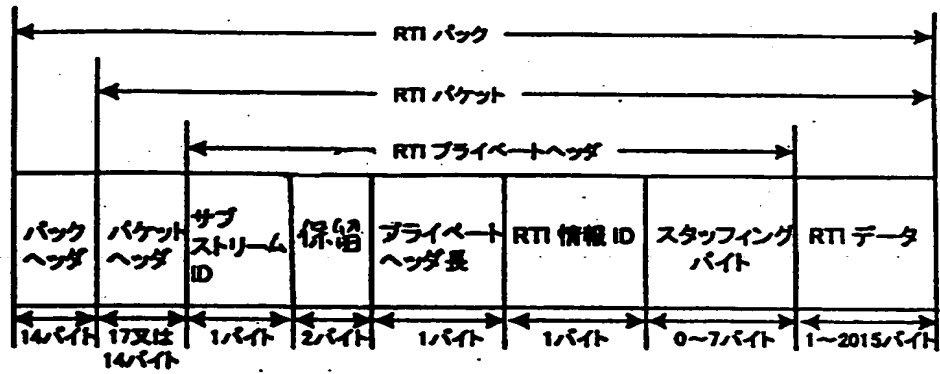 RTI パック
RTI パケット
RTI プライベートヘッダ
パック
ヘッダ
パケット
ヘッダ
サブ
ストリーム
ID
保留
プライベート
ヘッダ長
RTI 情報 ID
スタッフィング
バイト
RTI データ
14バイト
17又は
14バイト
1バイト
2バイト
1バイト
1バイト
0〜7バイト
1〜2015バイト